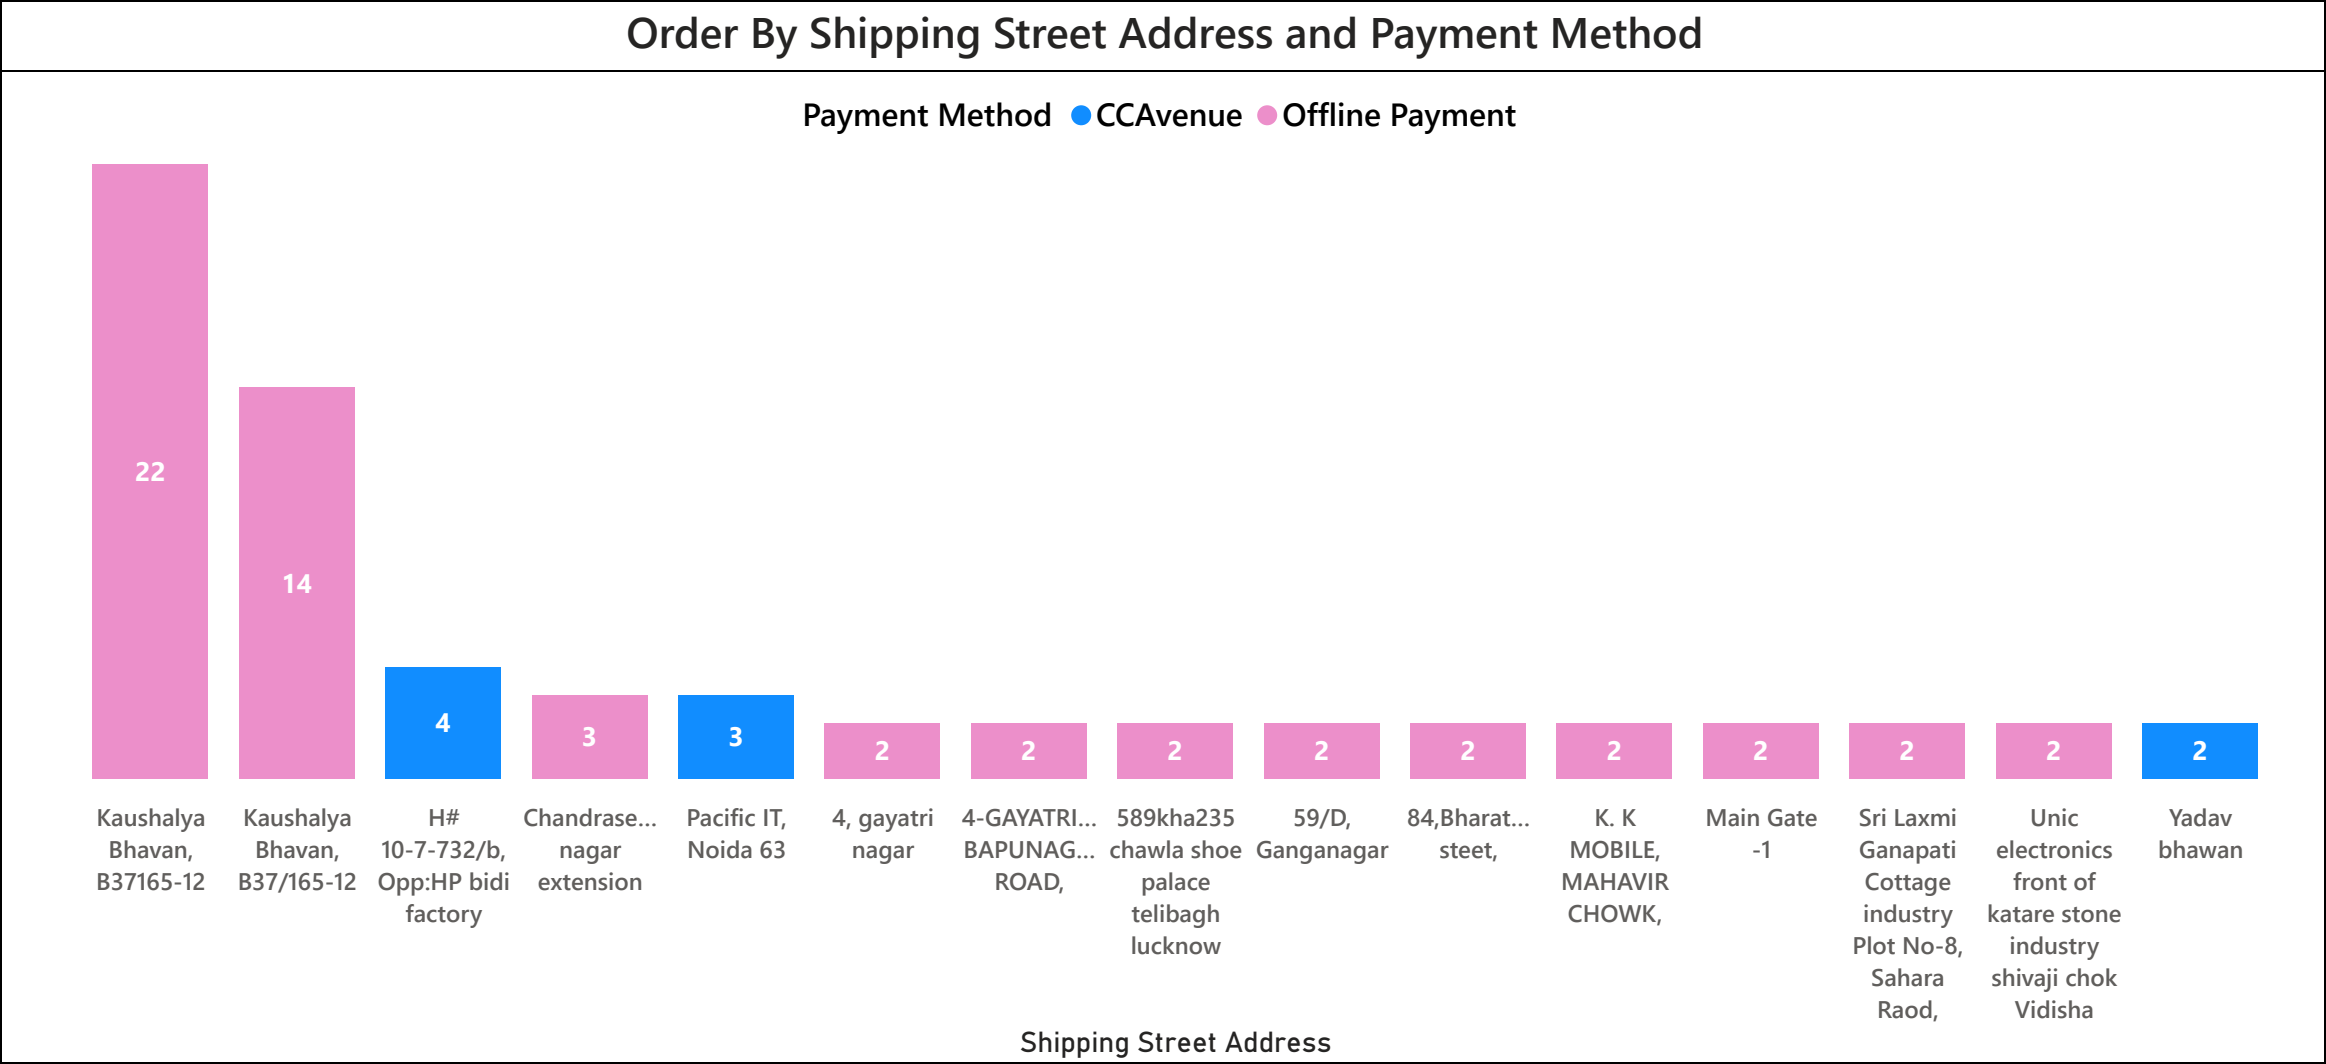 Order By Shipping Street Address and Payment Method
Payment Method CCAvenue Offline Payment
22
14
4
3
3
2
2
2
2
2
2
2
2
2
2
Kaushalya
Bhavan,
B37165-12
Kaushalya
Bhavan,
B37/165-12
H#
10-7-732/b,
Opp:HP bidi
factory
Chandrase...
nagar
extension
Pacific IT,
Noida 63
4, gayatri
nagar
4-GAYATRI...
BAPUNAG...
ROAD,
589kha235
chawla shoe
palace
telibagh
lucknow
59/D,
Ganganagar
84,Bharat...
steet,
K. K
MOBILE,
MAHAVIR
CHOWK,
Main Gate
-1
Sri Laxmi
Ganapati
Cottage
industry
Plot No-8,
Sahara
Raod,
Unic
electronics
front of
katare stone
industry
shivaji chok
Vidisha
Yadav
bhawan
Shipping Street Address